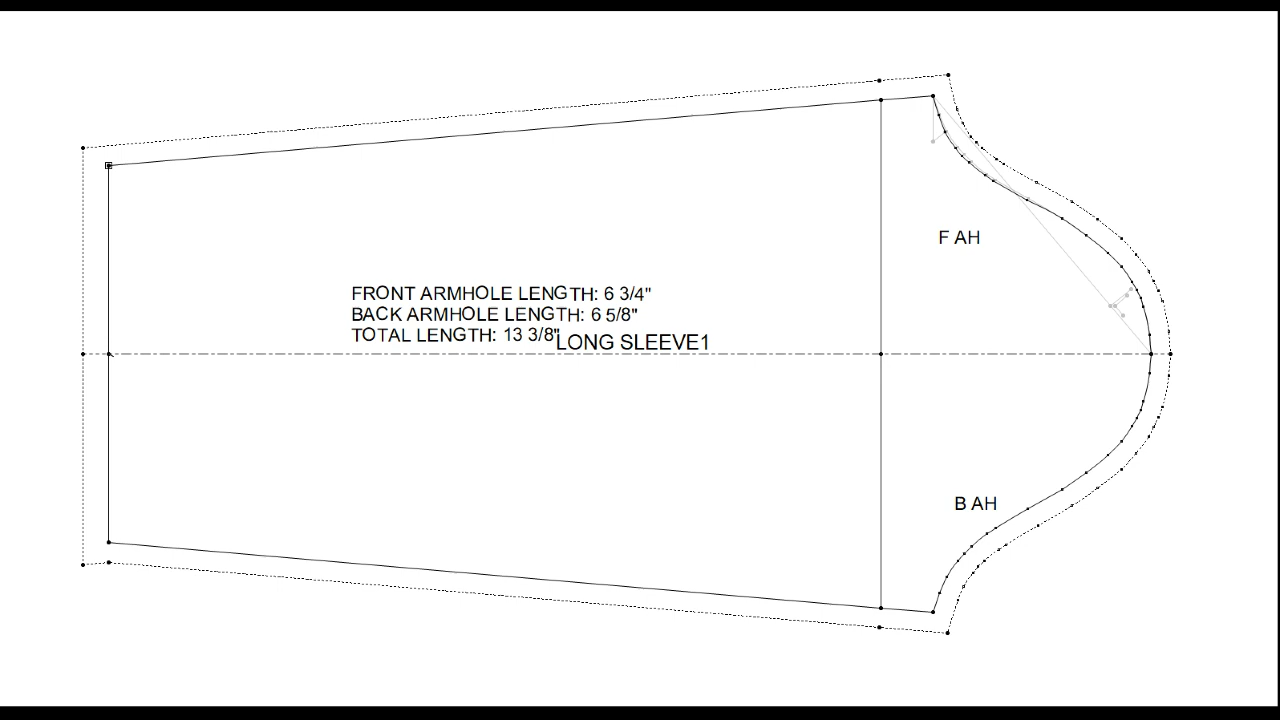 F AH
FRONT ARMHOLE LENGTH: 6 3/4"
BACK ARMHOLE LENGTH: 6 5/8"
TOTAL LENGTH: 13 3/8"
LONG SLEEVE1
B AH